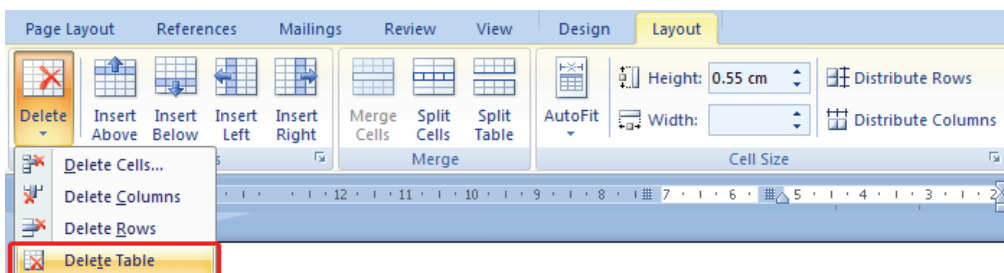 Page Layout References Mailings Review View Design Layout
Height: 0.55 cm Distribute Rows
Delete Insert Insert Insert Insert Merge Split Split AutoFit Width: Distribute Columns
Above Below Left Right Cells Cells Table
Merge Cell Size
Delete Cells...
Delete Columns
12 11 10 9 8 7 6 5 4 3 2
Delete Rows
Delete Table